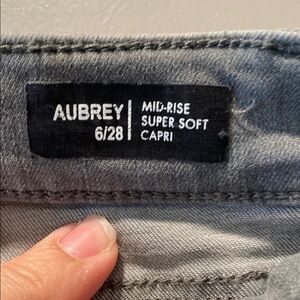 AUBREY
6/28
MID-RISE
SUPER SOFT
CAPRI